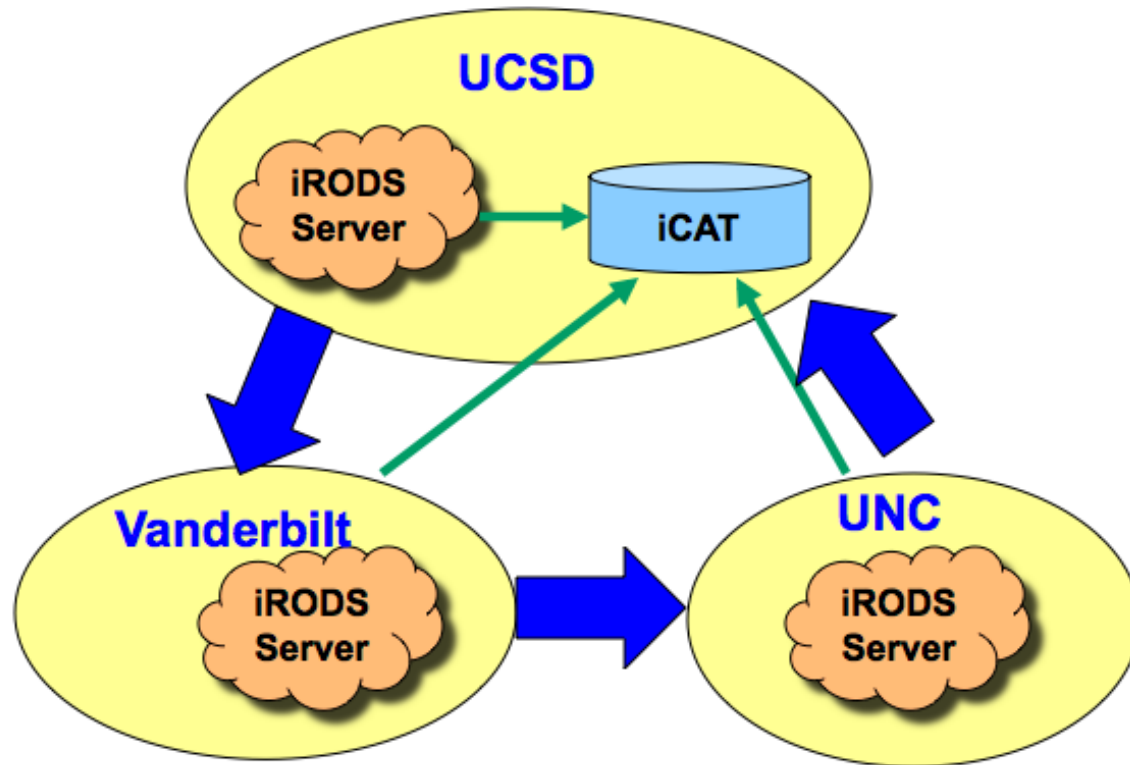 UCSD
iRODS
Server
iCAT
Vanderbilt
iRODS
Server
UNC
iRODS
Server